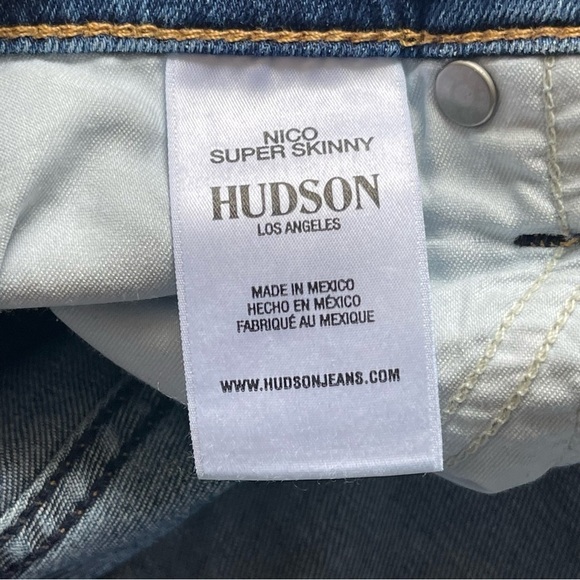 NICO
SUPER SKINNY
HUDSON
LOS ANGELES
MADE IN MEXICO
HECHO EN MÉXICO
FABRIQUÉ AU MEXIQUE
WWW.HUDSONJEANS.COM